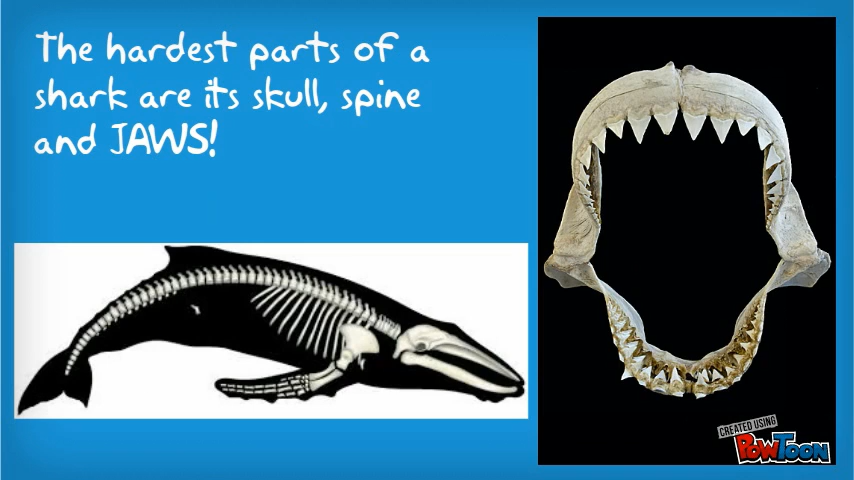 The hardest parts of a
shark are its skull, spine
and JAWS!
CREATED USING
POWTOON